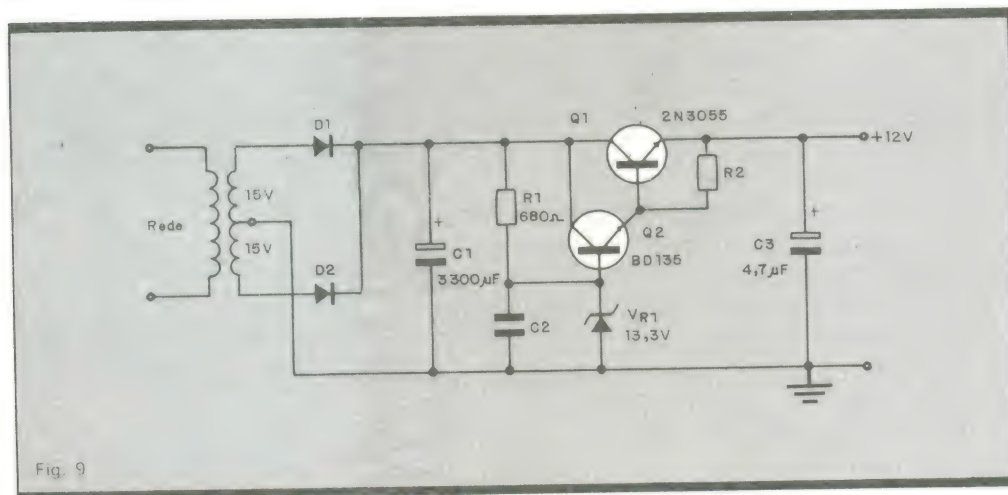 Rede
15V
15V
D1
D2
C1
+
3300µF
R1
680Ω
C2
Q1
2N3055
Q2
BD135
VR1
13,3V
R2
C3
+
4,7µF
+12V
Fig. 9